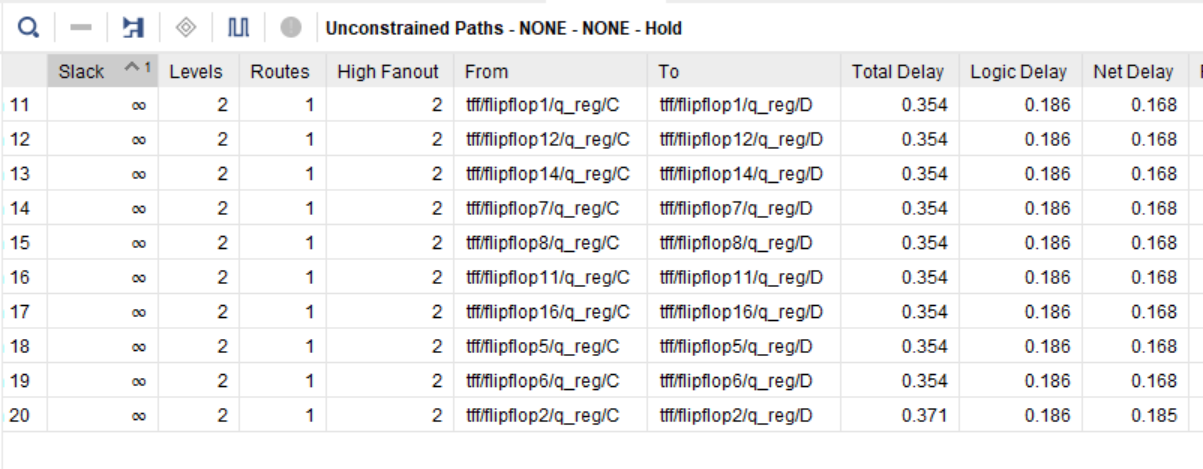 Unconstrained Paths - NONE - NONE - Hold
Slack ^1 Levels Routes High Fanout From To Total Delay Logic Delay Net Delay
11 ∞ 2 1 2 tff/flipflop1/q_reg/C tff/flipflop1/q_reg/D 0.354 0.186 0.168
12 ∞ 2 1 2 tff/flipflop12/q_reg/C tff/flipflop12/q_reg/D 0.354 0.186 0.168
13 ∞ 2 1 2 tff/flipflop14/q_reg/C tff/flipflop14/q_reg/D 0.354 0.186 0.168
14 ∞ 2 1 2 tff/flipflop7/q_reg/C tff/flipflop7/q_reg/D 0.354 0.186 0.168
15 ∞ 2 1 2 tff/flipflop8/q_reg/C tff/flipflop8/q_reg/D 0.354 0.186 0.168
16 ∞ 2 1 2 tff/flipflop11/q_reg/C tff/flipflop11/q_reg/D 0.354 0.186 0.168
17 ∞ 2 1 2 tff/flipflop16/q_reg/C tff/flipflop16/q_reg/D 0.354 0.186 0.168
18 ∞ 2 1 2 tff/flipflop5/q_reg/C tff/flipflop5/q_reg/D 0.354 0.186 0.168
19 ∞ 2 1 2 tff/flipflop6/q_reg/C tff/flipflop6/q_reg/D 0.354 0.186 0.168
20 ∞ 2 1 2 tff/flipflop2/q_reg/C tff/flipflop2/q_reg/D 0.371 0.186 0.185